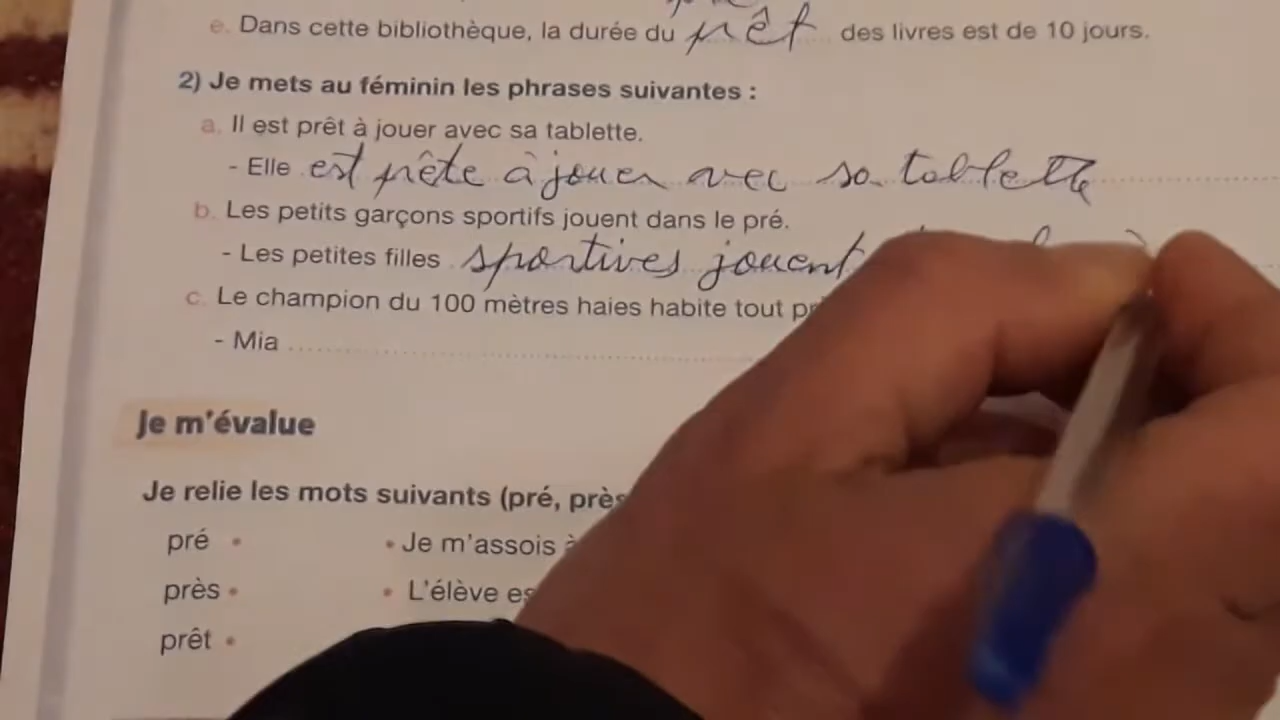 e. Dans cette bibliothèque, la durée du prêt des livres est de 10 jours.
2) Je mets au féminin les phrases suivantes :
a. Il est prêt à jouer avec sa tablette.
- Elle est prête à jouer avec sa tablette
b. Les petits garçons sportifs jouent dans le pré.
- Les petites filles sportives jouent
c. Le champion du 100 mètres haies habite tout
- Mia
Je m'évalue
Je relie les mots suivants (pré, près
pré • • Je m'assois
près • • L'élève
prêt •